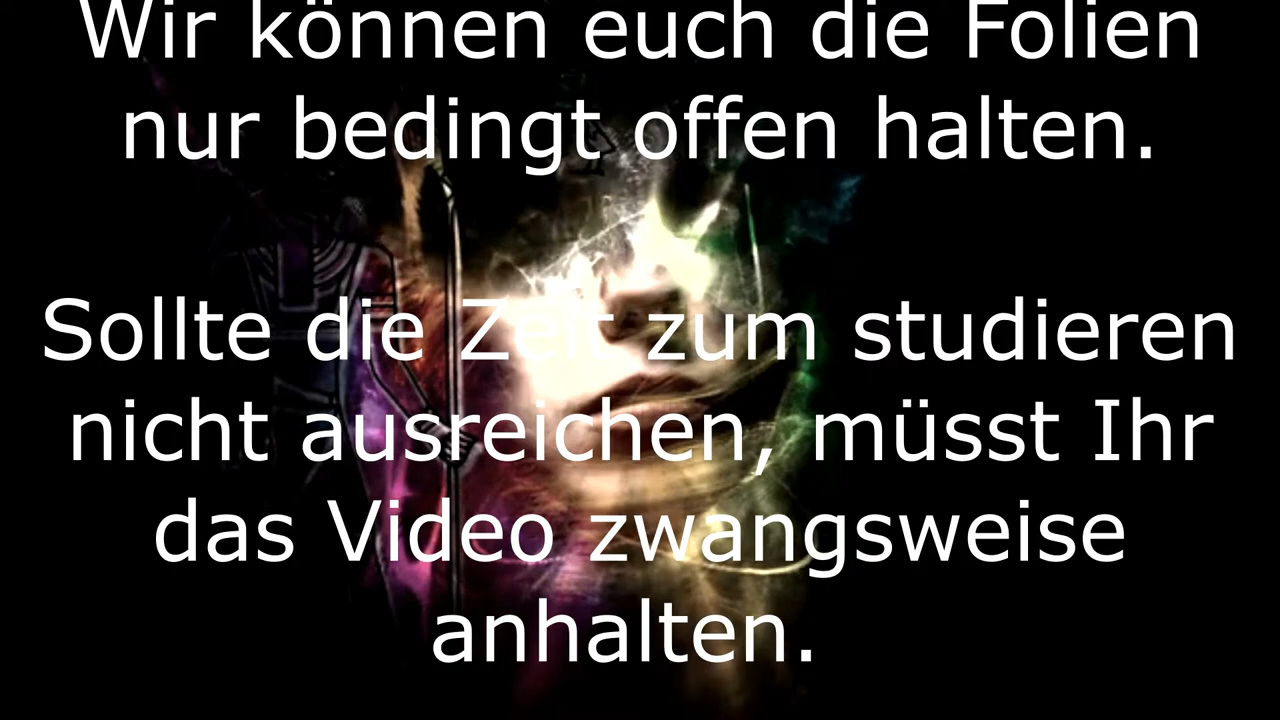 Wir können euch die Folien
nur bedingt offen halten.
Sollte die Zeit zum studieren
nicht ausreichen, müsst Ihr
das Video zwangsweise
anhalten.